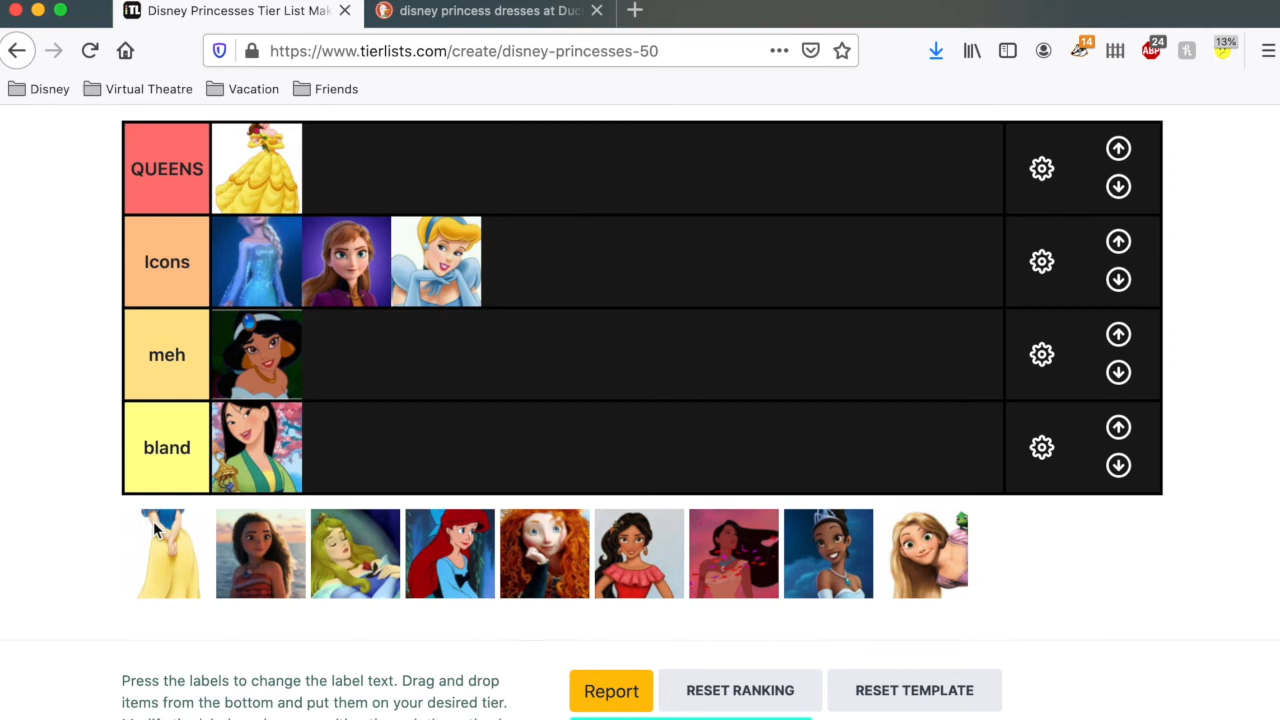 Disney Princesses Tier List Mak
disney princess dresses at Duc
https://www.tierlists.com/create/disney-princesses-50
14
24
13%
ABP
Disney
Virtual Theatre
Vacation
Friends
QUEENS
Icons
meh
bland
Press the labels to change the label text. Drag and drop
items from the bottom and put them on your desired tier.
Report
RESET RANKING
RESET TEMPLATE